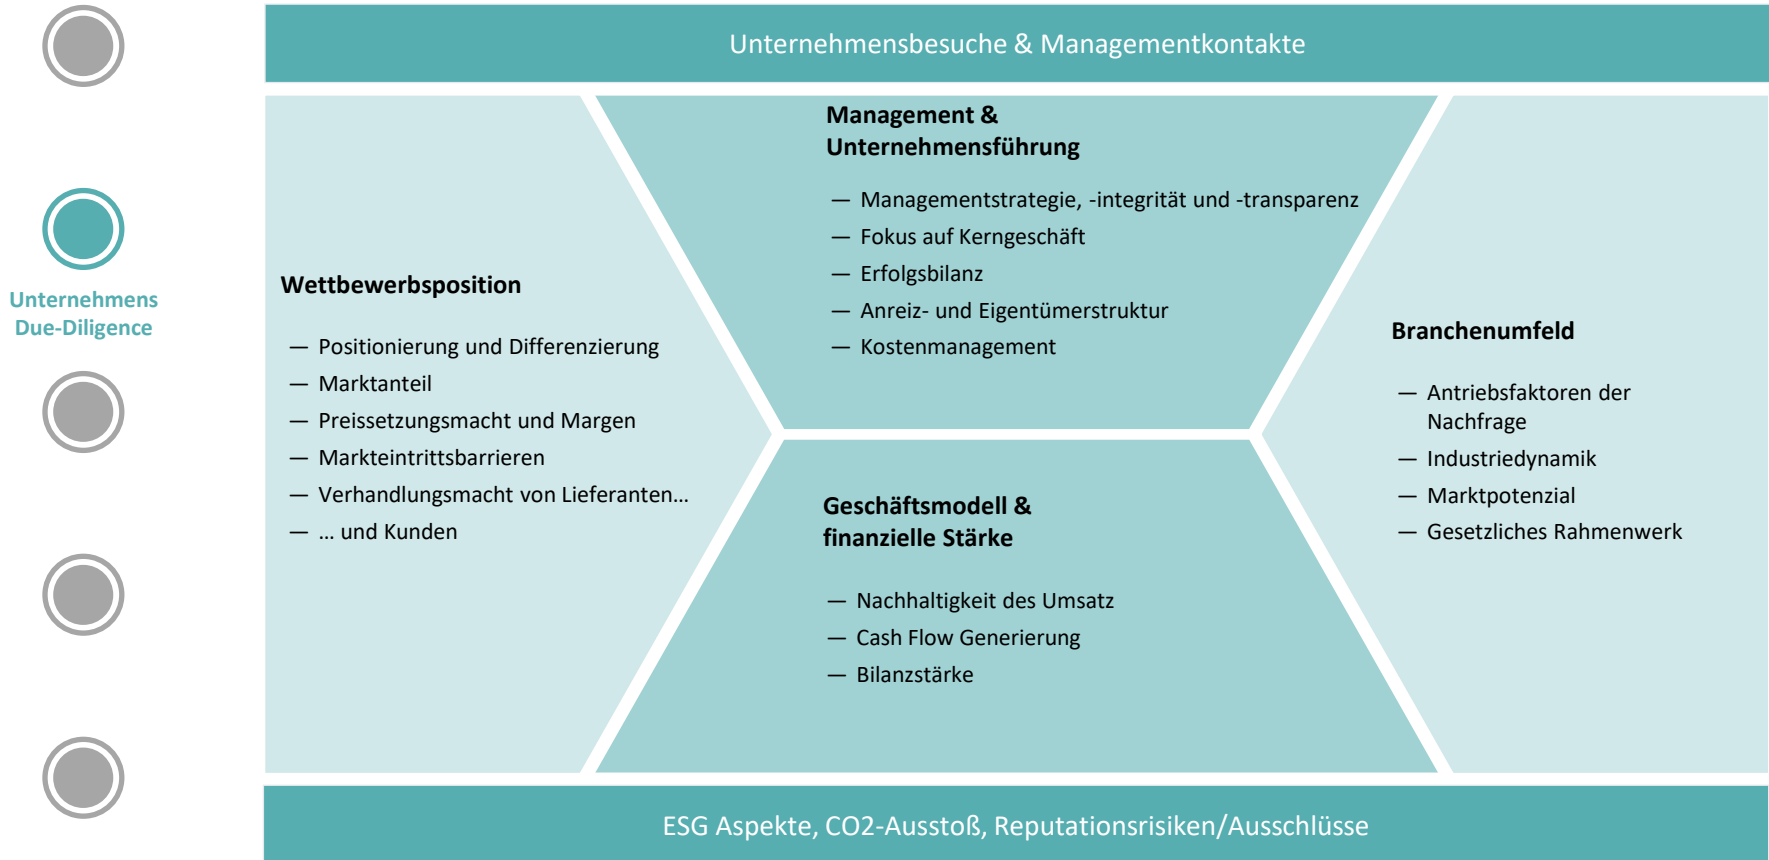 Unternehmensbesuche & Managementkontakte
Unternehmens
Due-Diligence
Wettbewerbsposition
— Positionierung und Differenzierung
— Marktanteil
— Preissetzungsmacht und Margen
— Markteintrittsbarrieren
— Verhandlungsmacht von Lieferanten...
— ... und Kunden
Management &
Unternehmensführung
— Managementstrategie, -integrität und -transparenz
— Fokus auf Kerngeschäft
— Erfolgsbilanz
— Anreiz- und Eigentümerstruktur
— Kostenmanagement
Geschäftsmodell &
finanzielle Stärke
— Nachhaltigkeit des Umsatz
— Cash Flow Generierung
— Bilanzstärke
Branchenumfeld
— Antriebsfaktoren der
Nachfrage
— Industriedynamik
— Marktpotenzial
— Gesetzliches Rahmenwerk
ESG Aspekte, CO2-Ausstoß, Reputationsrisiken/Ausschlüsse